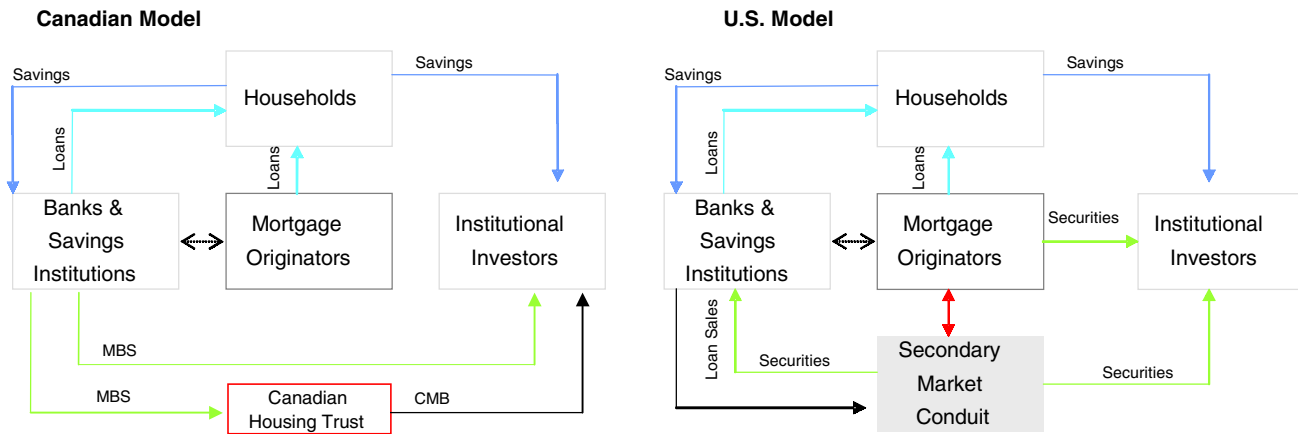 Canadian Model
Savings
Savings
Households
Loans
Loans
Banks &
Savings
Institutions
Mortgage
Originators
Institutional
Investors
MBS
MBS
Canadian
Housing Trust
CMB
U.S. Model
Savings
Savings
Households
Loans
Loans
Banks &
Savings
Institutions
Mortgage
Originators
Securities
Institutional
Investors
Loan Sales
Securities
Secondary
Market
Conduit
Securities